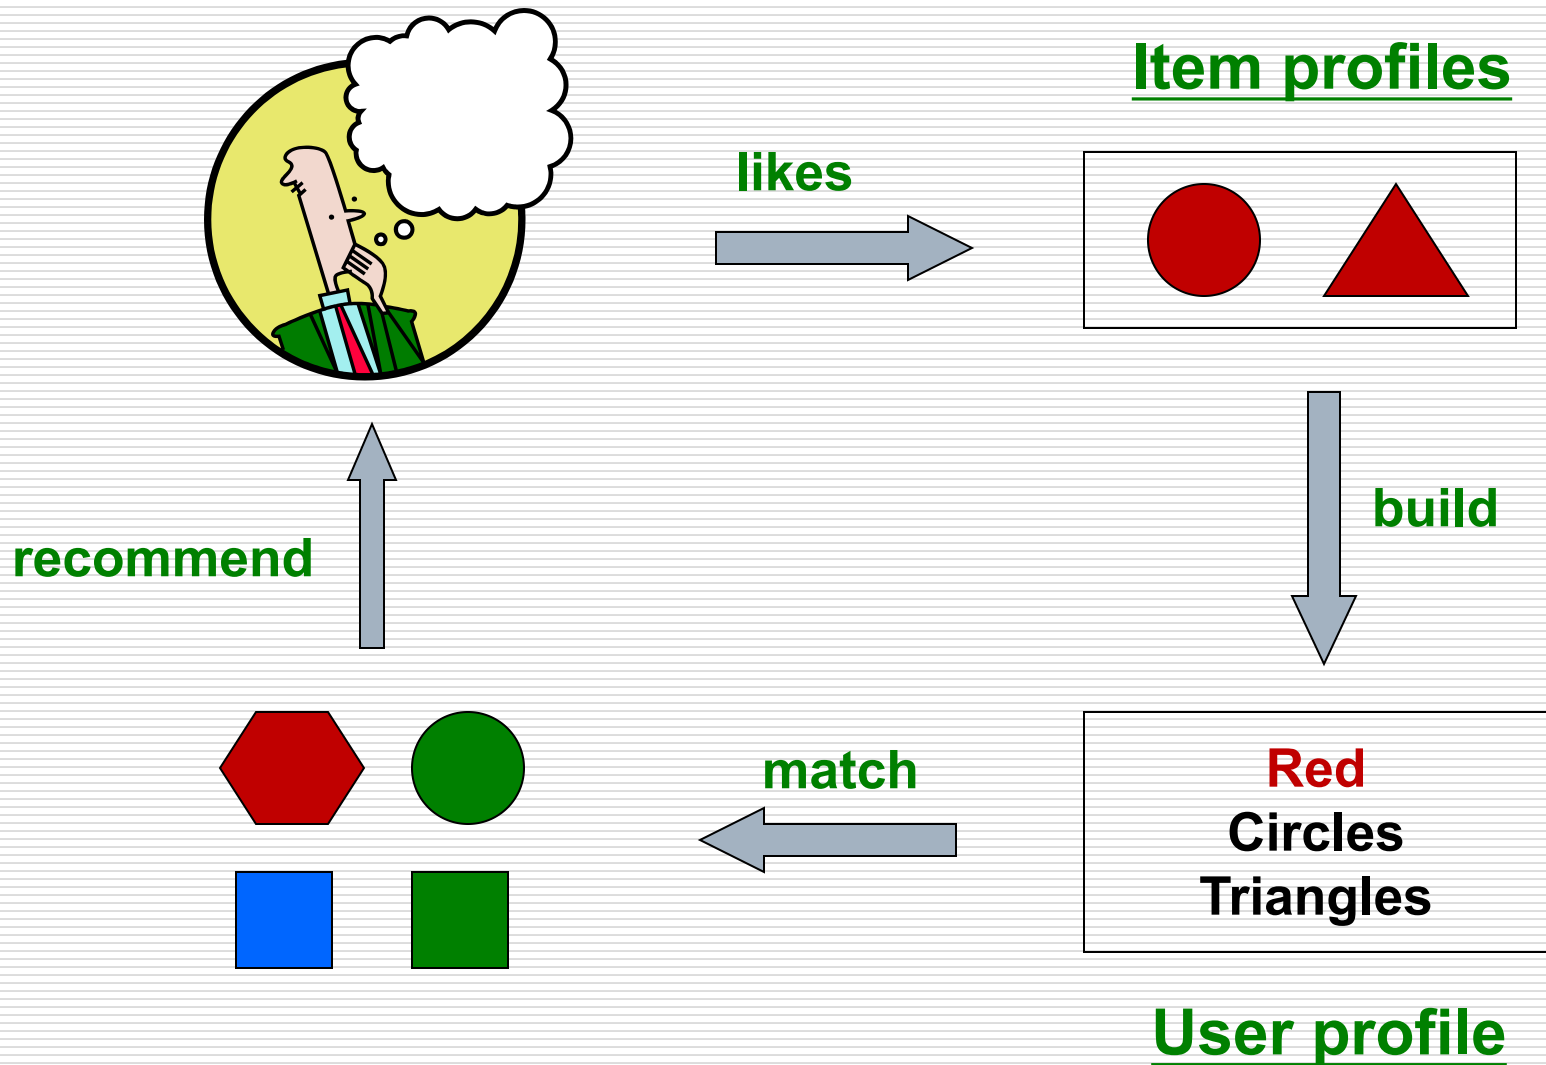 Item profiles
likes
build
recommend
match
Red
Circles
Triangles
User profile